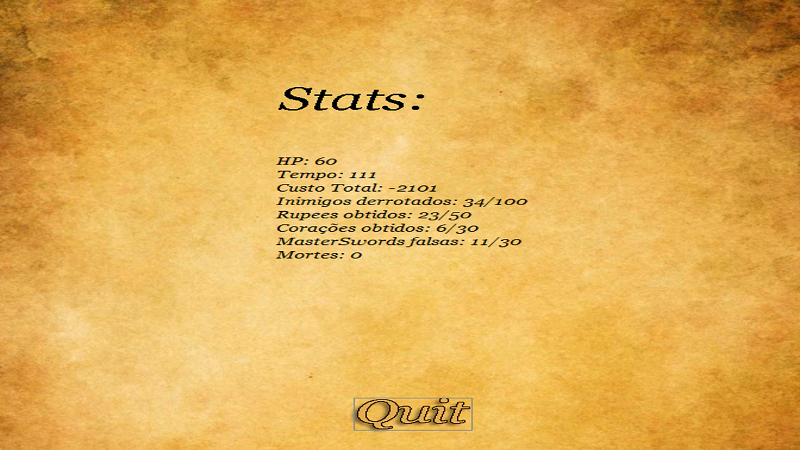 Stats:
HP: 60
Tempo: 111
Custo Total: -2101
Inimigos derrotados: 34/100
Rupees obtidos: 23/50
Corações obtidos: 6/30
MasterSwords falsas: 11/30
Mortes: 0
Quit